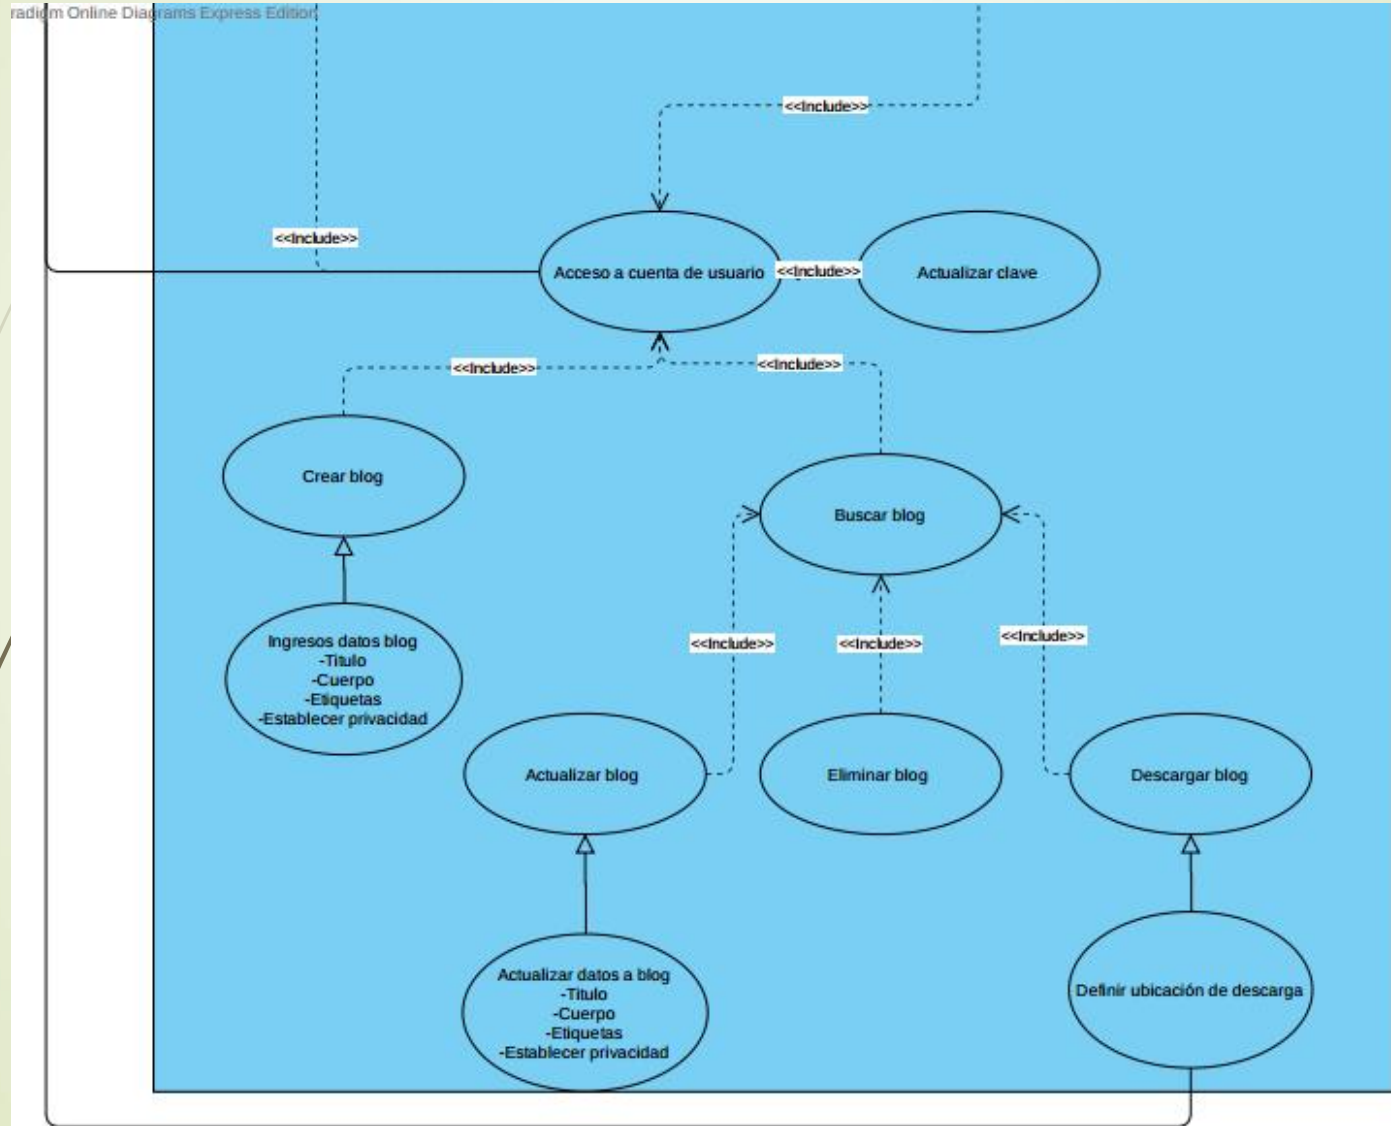 radigm Online Diagrams Express Edition
<<Include>>
<<Include>>
Acceso a cuenta de usuario
<<Include>>
Actualizar clave
<<Include>>
<<Include>>
Crear blog
Buscar blog
Ingresos datos blog
-Titulo
-Cuerpo
-Etiquetas
-Establecer privacidad
<<Include>>
<<Include>>
<<Include>>
Actualizar blog
Eliminar blog
Descargar blog
Actualizar datos a blog
-Titulo
-Cuerpo
-Etiquetas
-Establecer privacidad
Definir ubicación de descarga